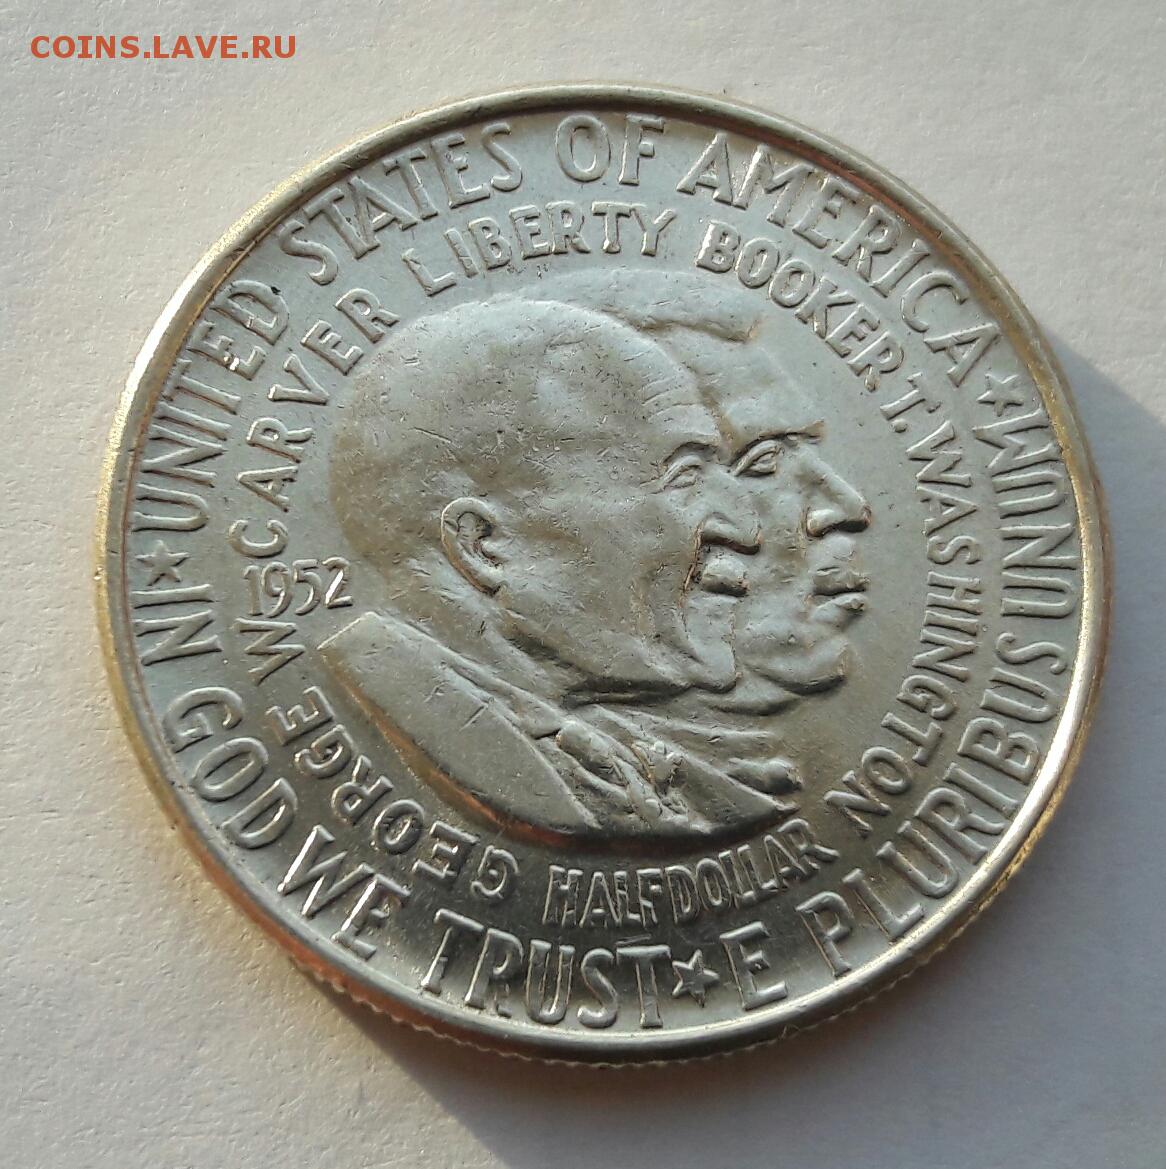 COINS.LAVE.RU
★ UNITED STATES OF AMERICA
★ E PLURIBUS UNUM
★ IN GOD WE TRUST
GEORGE W CARVER LIBERTY BOOKER T. WASHINGTON
1952
HALF DOLLAR